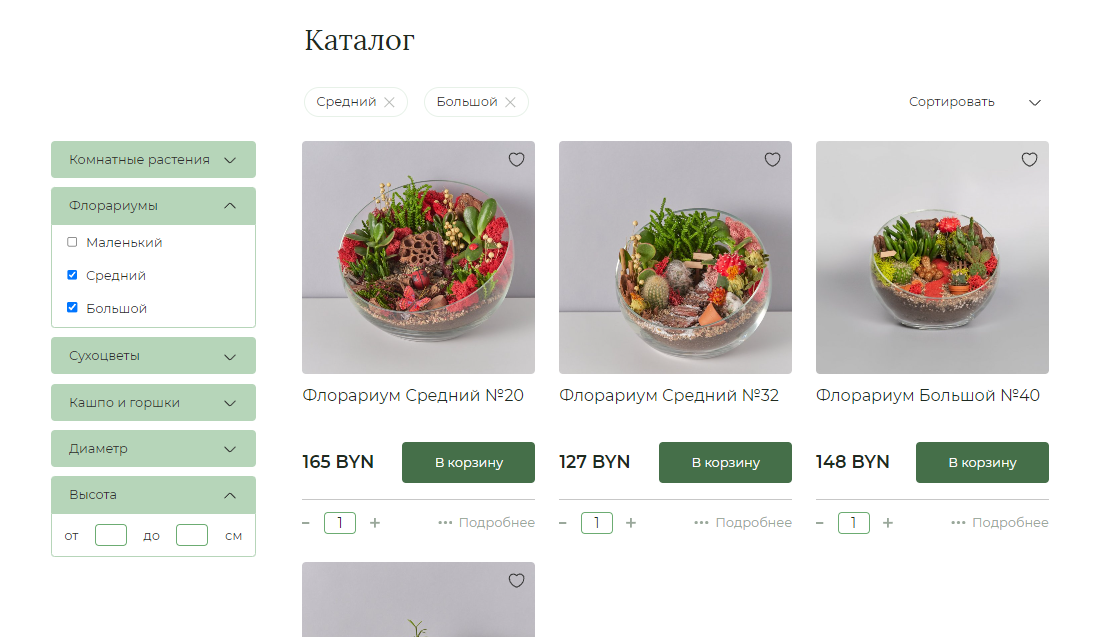 Каталог
Средний
Большой
Сортировать
Комнатные растения
Флорариумы
Маленький
Средний
Большой
Сухоцветы
Кашпо и горшки
Диаметр
Высота
от до см
Флорариум Средний №20
165 BYN В корзину
− 1 + ••• Подробнее
Флорариум Средний №32
127 BYN В корзину
− 1 + ••• Подробнее
Флорариум Большой №40
148 BYN В корзину
− 1 + ••• Подробнее